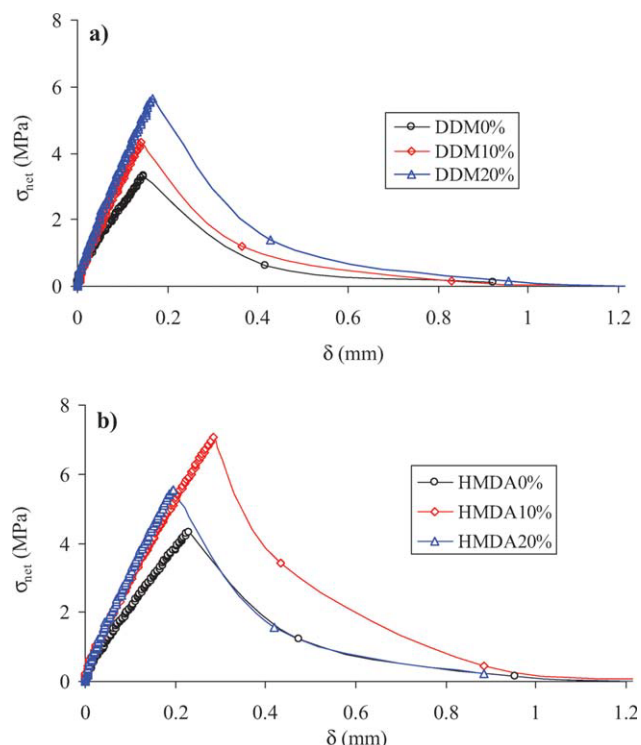 a)
8
6
4
2
0
σnet (MPa)
DDM0%
DDM10%
DDM20%
0 0.2 0.4 0.6 0.8 1 1.2
δ (mm)
b)
8
6
4
2
0
σnet (MPa)
HMDA0%
HMDA10%
HMDA20%
0 0.2 0.4 0.6 0.8 1 1.2
δ (mm)